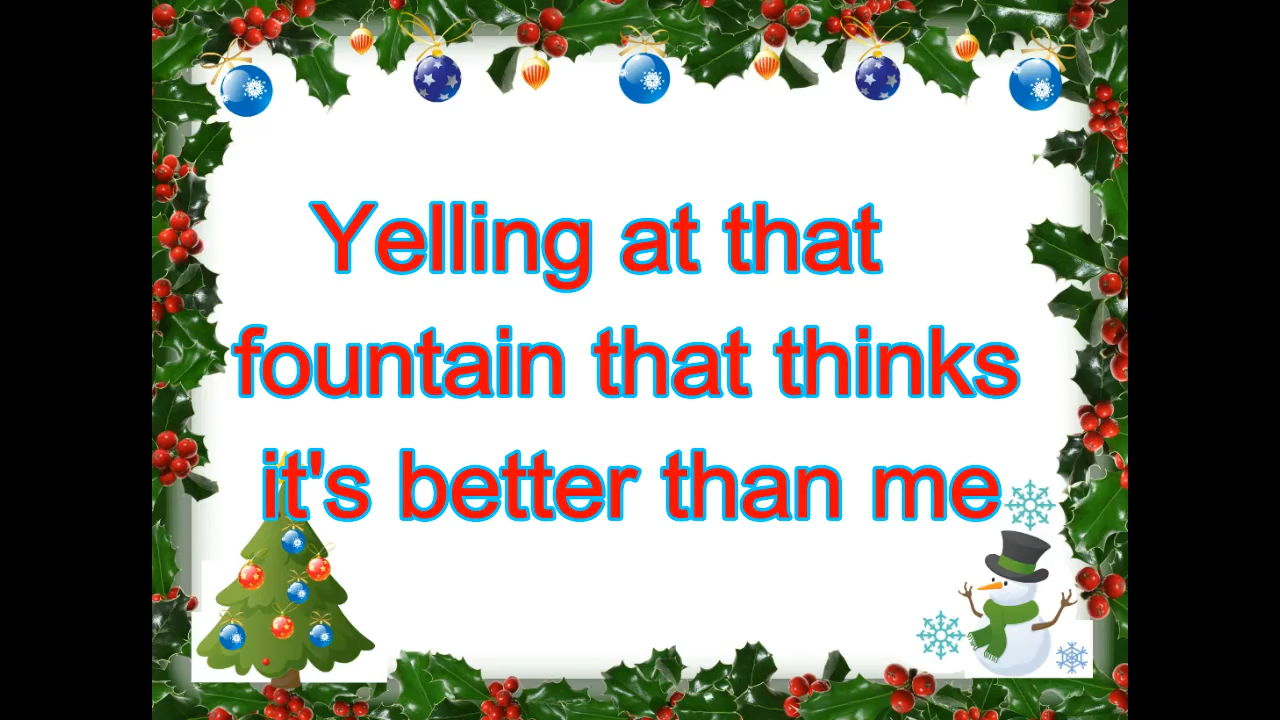 Yelling at that
fountain that thinks
it's better than me